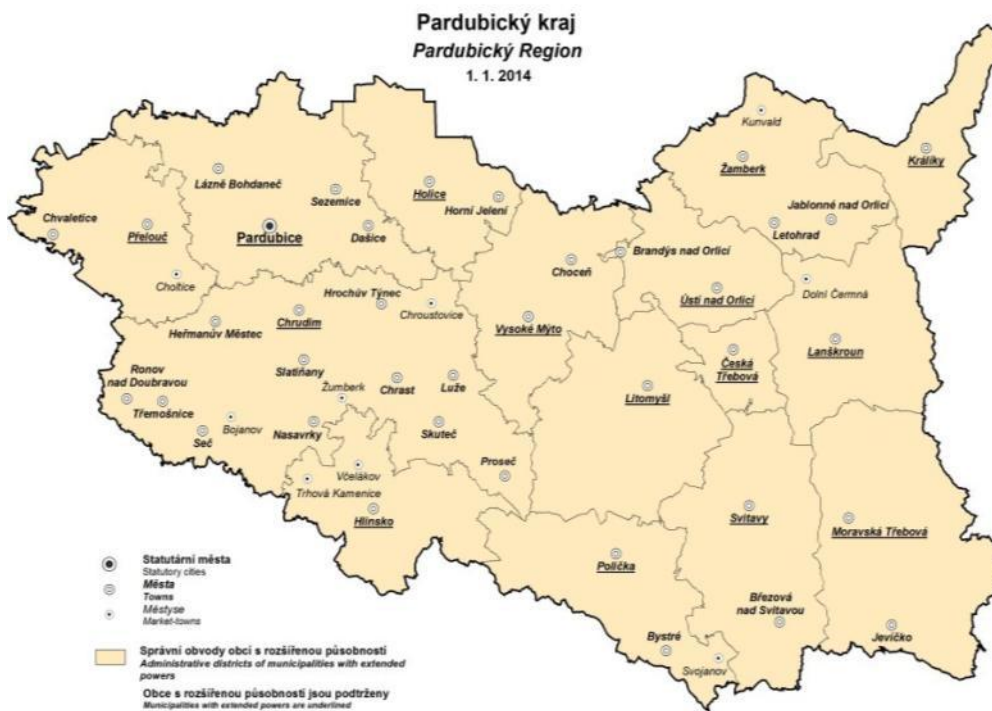 Pardubický kraj
Pardubický Region
1. 1. 2014
Kunvald
Žamberk
Králíky
Lázně Bohdaneč
Holice
Sezemice
Horní Jelení
Jablonné nad Orlicí
Chvaletice
Přelouč
Pardubice
Dašice
Letohrad
Brandýs nad Orlicí
Choceň
Choltice
Dolní Čermná
Hrochův Týnec
Chroustovice
Ústí nad Orlicí
Heřmanův Městec
Chrudim
Vysoké Mýto
Lanškroun
Česká
Třebová
Slatiňany
Ronov
nad Doubravou
Žumberk
Chrast
Luže
Litomyšl
Třemošnice
Bojanov
Seč
Nasavrky
Skuteč
Včelákov
Proseč
Trhová Kamenice
Hlinsko
Svitavy
Moravská Třebová
Polička
Březová
nad Svitavou
Bystré
Jevíčko
Svojanov
Statutární města
Statutory cities
Města
Towns
Městyse
Market-towns
Správní obvody obcí s rozšířenou působností
Administrative districts of municipalities with extended
powers
Obce s rozšířenou působností jsou podtrženy
Municipalities with extended powers are underlined